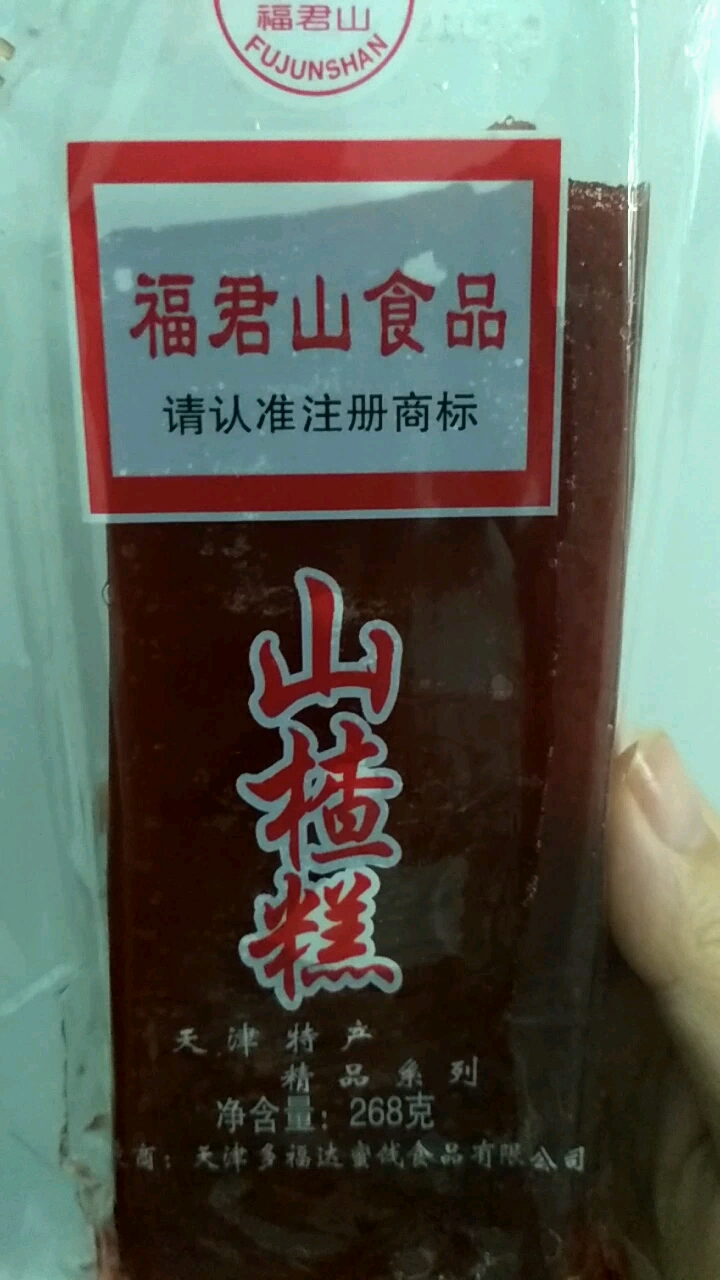 福君山
FUJUNSHAN
福君山食品
请认准注册商标
山楂糕
天津特产
精品系列
净含量：268克
商：天津多福达蜜饯食品有限公司